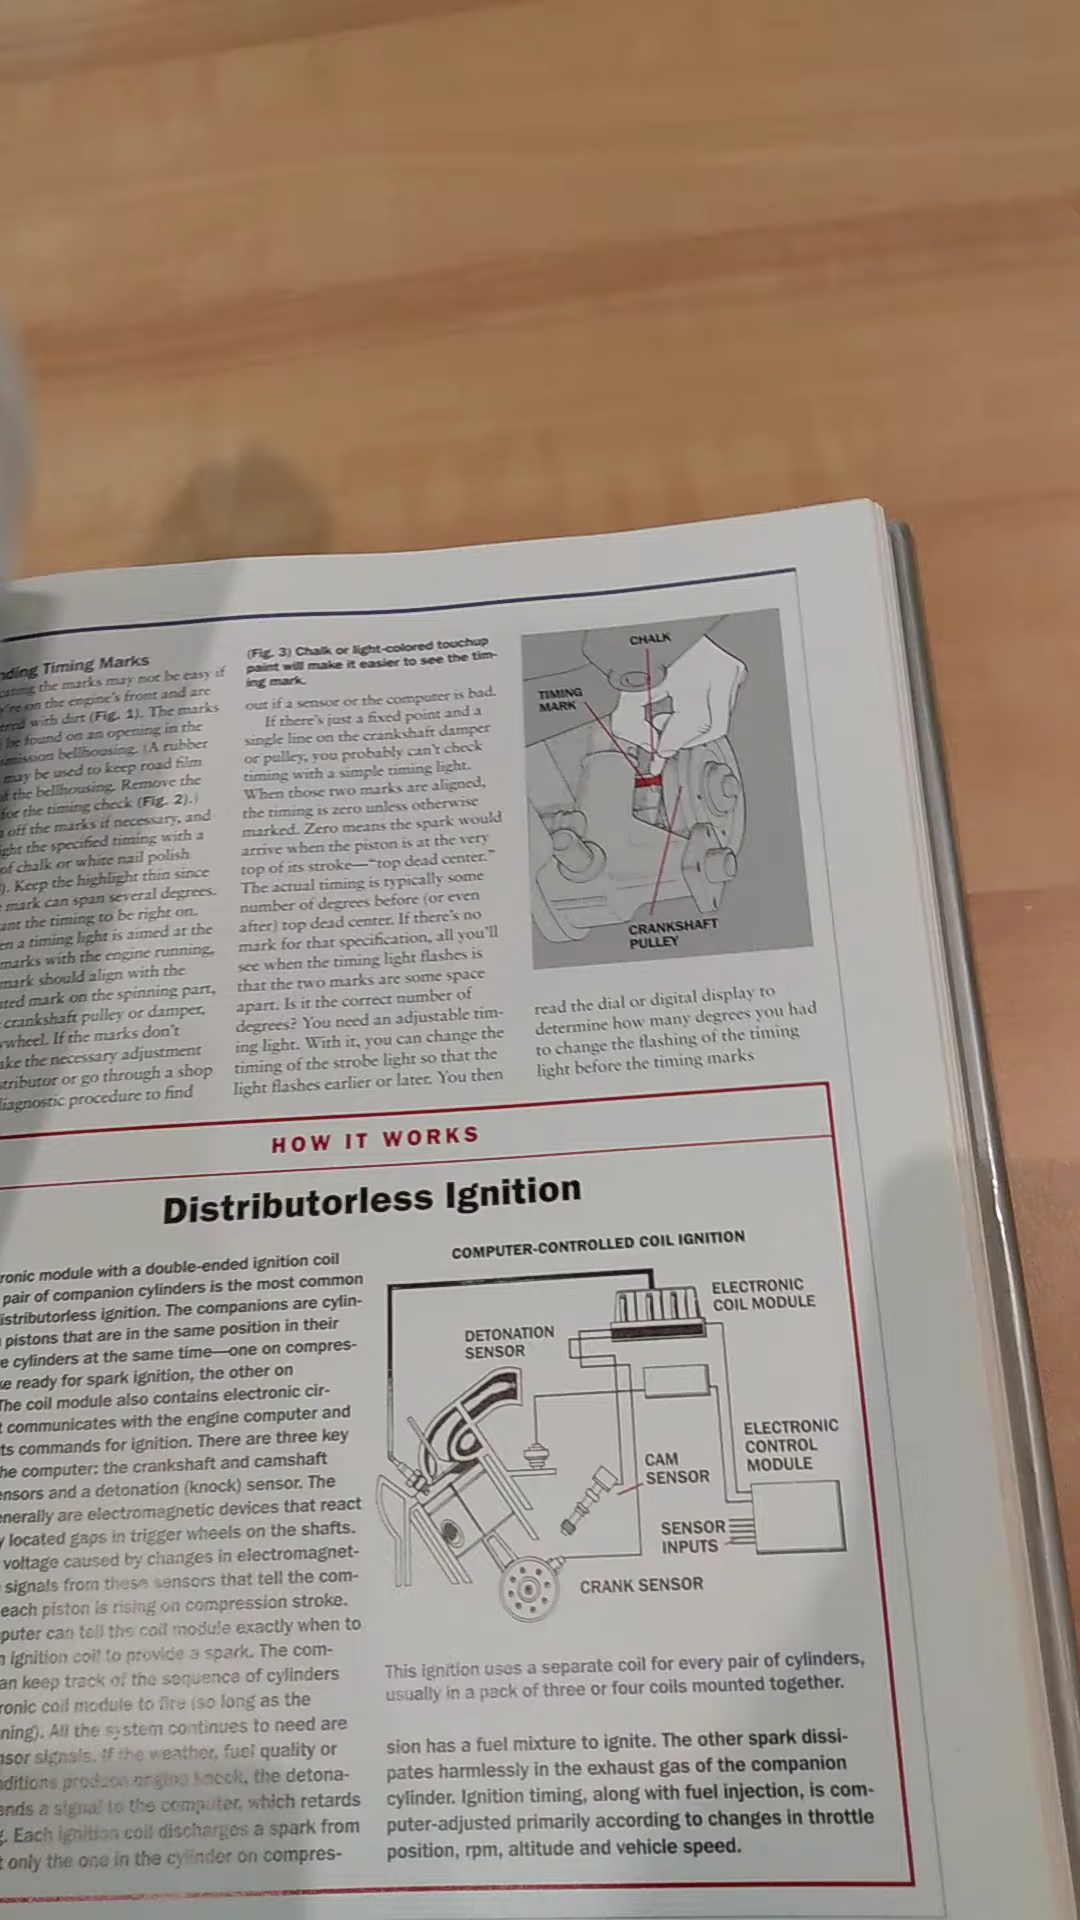 nding Timing Marks
the marks may not be easy if
're on the engine's front and are
ered with dirt (Fig. 1). The marks
be found on an opening in the
smission bellhousing. (A rubber
may be used to keep road film
of the bellhousing. Remove the
for the timing check (Fig. 2).)
off the marks if necessary, and
ght the specified timing with a
of chalk or white nail polish
). Keep the highlight thin since
mark can span several degrees.
ant the timing to be right on.
en a timing light is aimed at the
marks with the engine running,
mark should align with the
ted mark on the spinning part,
crankshaft pulley or damper,
wheel. If the marks don't
ake the necessary adjustment
stributor or go through a shop
diagnostic procedure to find
(Fig. 3) Chalk or light-colored touchup
paint will make it easier to see the tim-
ing mark.
out if a sensor or the computer is bad.
If there's just a fixed point and a
single line on the crankshaft damper
or pulley, you probably can't check
timing with a simple timing light.
When those two marks are aligned,
the timing is zero unless otherwise
marked. Zero means the spark would
arrive when the piston is at the very
top of its stroke—"top dead center."
The actual timing is typically some
number of degrees before (or even
after) top dead center. If there's no
mark for that specification, all you'll
see when the timing light flashes is
that the two marks are some space
apart. Is it the correct number of
degrees? You need an adjustable tim-
ing light. With it, you can change the
timing of the strobe light so that the
light flashes earlier or later. You then
CHALK
TIMING
MARK
CRANKSHAFT
PULLEY
read the dial or digital display to
determine how many degrees you had
to change the flashing of the timing
light before the timing marks
HOW IT WORKS
Distributorless Ignition
ronic module with a double-ended ignition coil
pair of companion cylinders is the most common
istributorless ignition. The companions are cylin-
pistons that are in the same position in their
e cylinders at the same time—one on compres-
ke ready for spark ignition, the other on
The coil module also contains electronic cir-
t communicates with the engine computer and
ts commands for ignition. There are three key
he computer: the crankshaft and camshaft
ensors and a detonation (knock) sensor. The
enerally are electromagnetic devices that react
y located gaps in trigger wheels on the shafts.
voltage caused by changes in electromagnet-
signals from these sensors that tell the com-
each piston is rising on compression stroke.
puter can tell the coil module exactly when to
n ignition coil to provide a spark. The com-
an keep track of the sequence of cylinders
ronic coil module to fire (so long as the
ning). All the system continues to need are
nsor signals. If the weather, fuel quality or
nditions produce engine knock, the detona-
ends a signal to the computer, which retards
g. Each ignition coil discharges a spark from
t only the one in the cylinder on compres-
COMPUTER-CONTROLLED COIL IGNITION
ELECTRONIC
COIL MODULE
DETONATION
SENSOR
ELECTRONIC
CONTROL
MODULE
CAM
SENSOR
SENSOR
INPUTS
CRANK SENSOR
This ignition uses a separate coil for every pair of cylinders,
usually in a pack of three or four coils mounted together.
sion has a fuel mixture to ignite. The other spark dissi-
pates harmlessly in the exhaust gas of the companion
cylinder. Ignition timing, along with fuel injection, is com-
puter-adjusted primarily according to changes in throttle
position, rpm, altitude and vehicle speed.